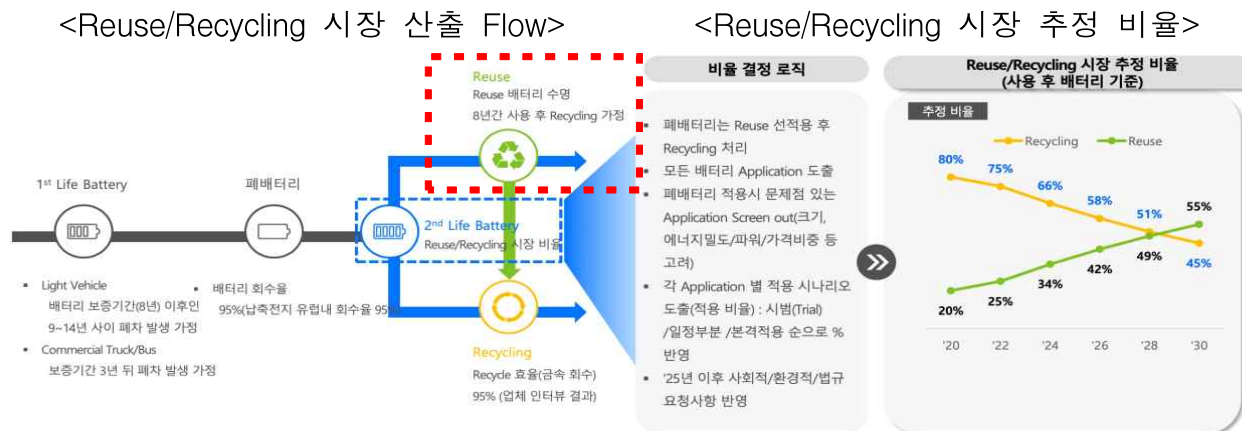 <Reuse/Recycling 시장 산출 Flow>
<Reuse/Recycling 시장 추정 비율>
Reuse
Reuse 배터리 수명
8년간 사용 후 Recycling 가정
1st Life Battery
폐배터리
2nd Life Battery
Reuse/Recycling 시장 비율
▪ Light Vehicle
배터리 보증기간(8년) 이후인
9~14년 사이 폐차 발생 가정
▪ Commercial Truck/Bus
보증기간 3년 뒤 폐차 발생 가정
▪ 배터리 회수율
95%(납축전지 유럽내 회수율 95%)
Recycling
Recycle 효율(금속 회수)
95% (업체 인터뷰 결과)
비율 결정 로직
▪ 폐배터리는 Reuse 선적용 후
Recycling 처리
▪ 모든 배터리 Application 도출
▪ 폐배터리 적용시 문제점 있는
Application Screen out(크기,
에너지밀도/파워/가격비중 등
고려)
▪ 각 Application 별 적용 시나리오
도출(적용 비율) : 시범(Trial)
/일정부분 /본격적용 순으로 %
반영
▪ '25년 이후 사회적/환경적/법규
요청사항 반영
Reuse/Recycling 시장 추정 비율
(사용 후 배터리 기준)
추정 비율
Recycling
Reuse
80%
75%
66%
58%
51%
55%
20%
25%
34%
42%
49%
45%
'20
'22
'24
'26
'28
'30